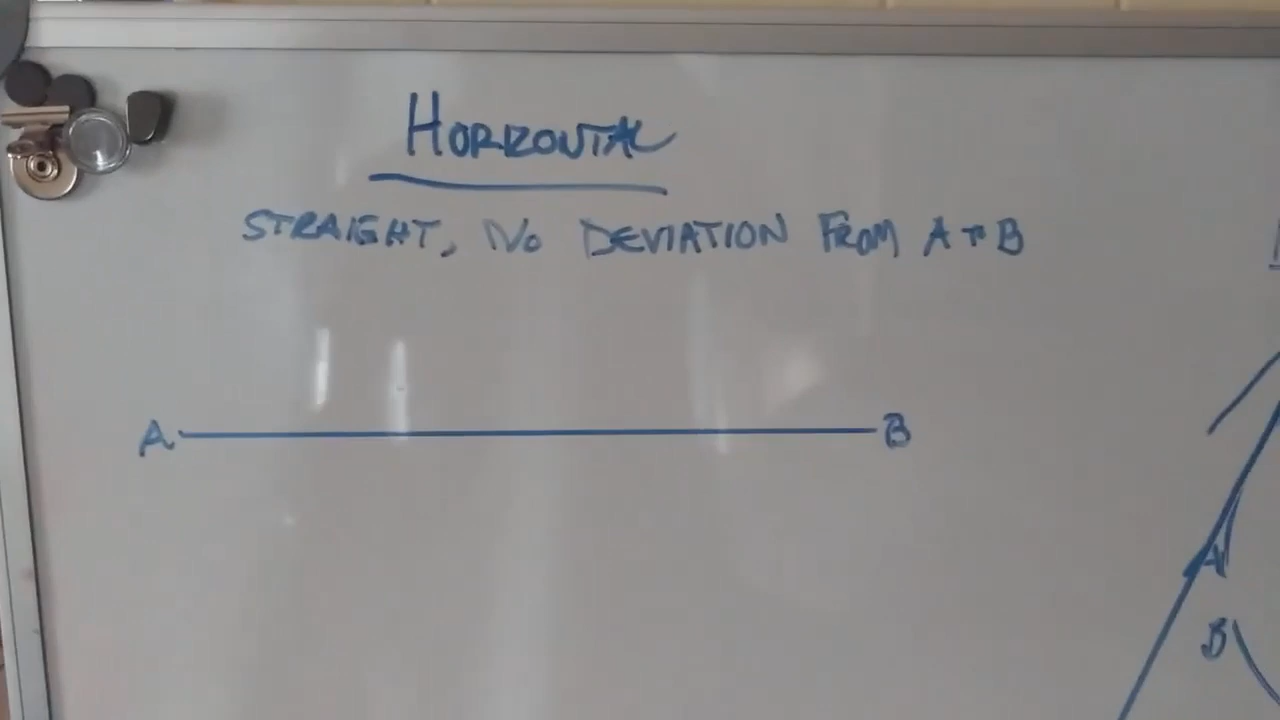 HORIZONTAL
STRAIGHT, NO DEVIATION FROM A TO B
A B
A
B